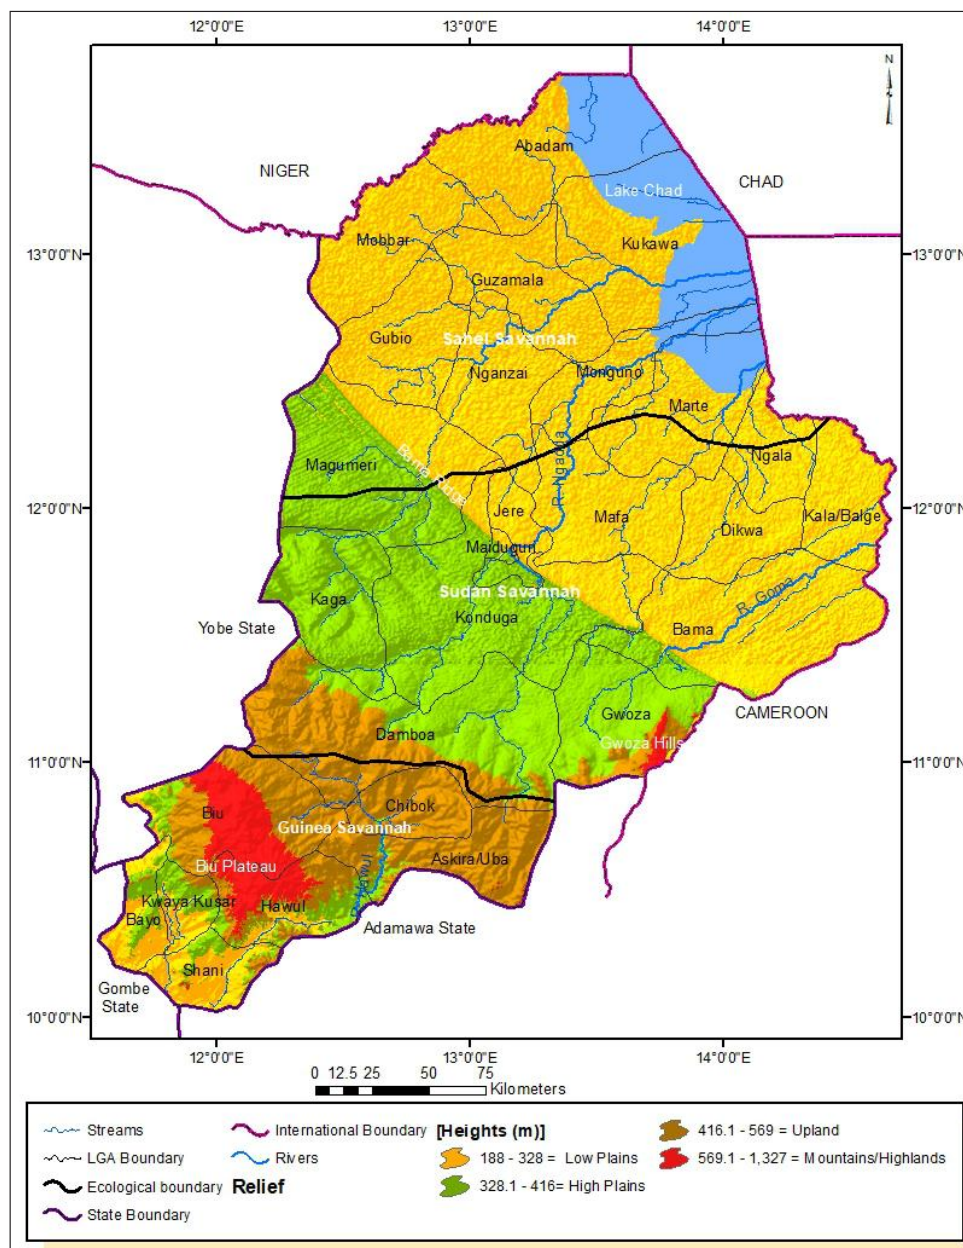 12°0'0"E 13°0'0"E 14°0'0"E
N
Abadam
NIGER
Lake Chad
CHAD
Mobbar
Kukawa
13°0'0"N 13°0'0"N
Guzamala
Gubio
Sahel Savannah
Nganzai
Monguno
Marte
Ngala
Magumeri
12°0'0"N 12°0'0"N
Jere
R. Ngadda
Mafa
Kala/Balge
Dikwa
Maiduguri
Kaga
Sudan Savannah
R. Goma
Konduga
Yobe State
Bama
Gwoza
CAMEROON
Damboa
Gwoza Hills
11°0'0"N 11°0'0"N
Chibok
Biu
Guinea Savannah
Biu Plateau
Askira/Uba
R. Hawul
Kwaya Kusar
Hawul
Bayo
Adamawa State
Shani
Gombe
State
10°0'0"N 10°0'0"N
12°0'0"E 13°0'0"E 14°0'0"E
0 12.5 25 50 75
Kilometers
Streams
LGA Boundary
Ecological boundary
State Boundary
International Boundary
Rivers
Relief
[Heights (m)]
188 - 328 = Low Plains
328.1 - 416= High Plains
416.1 - 569 = Upland
569.1 - 1,327 = Mountains/Highlands